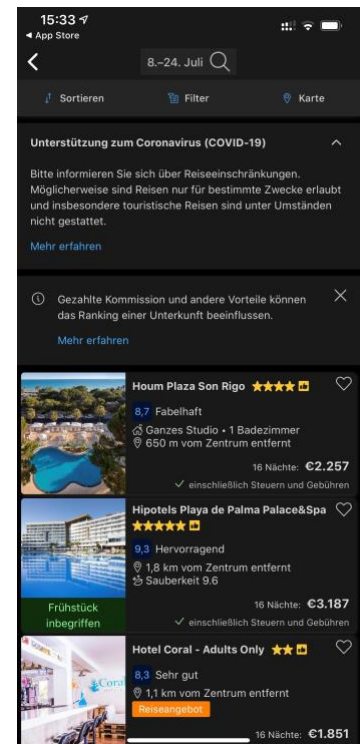 15:33
◀ App Store
8.–24. Juli
Sortieren
Filter
Karte
Unterstützung zum Coronavirus (COVID-19)
Bitte informieren Sie sich über Reiseeinschränkungen.
Möglicherweise sind Reisen nur für bestimmte Zwecke erlaubt
und insbesondere touristische Reisen sind unter Umständen
nicht gestattet.
Mehr erfahren
Gezahlte Kommission und andere Vorteile können
das Ranking einer Unterkunft beeinflussen.
Mehr erfahren
Houm Plaza Son Rigo
8,7 Fabelhaft
Ganzes Studio • 1 Badezimmer
650 m vom Zentrum entfernt
16 Nächte: €2.257
einschließlich Steuern und Gebühren
Hipotels Playa de Palma Palace&Spa
9,3 Hervorragend
1,8 km vom Zentrum entfernt
Sauberkeit 9.6
Frühstück
inbegriffen
16 Nächte: €3.187
einschließlich Steuern und Gebühren
Hotel Coral - Adults Only
8,3 Sehr gut
1,1 km vom Zentrum entfernt
Reiseangebot
Cora
16 Nächte: €1.851